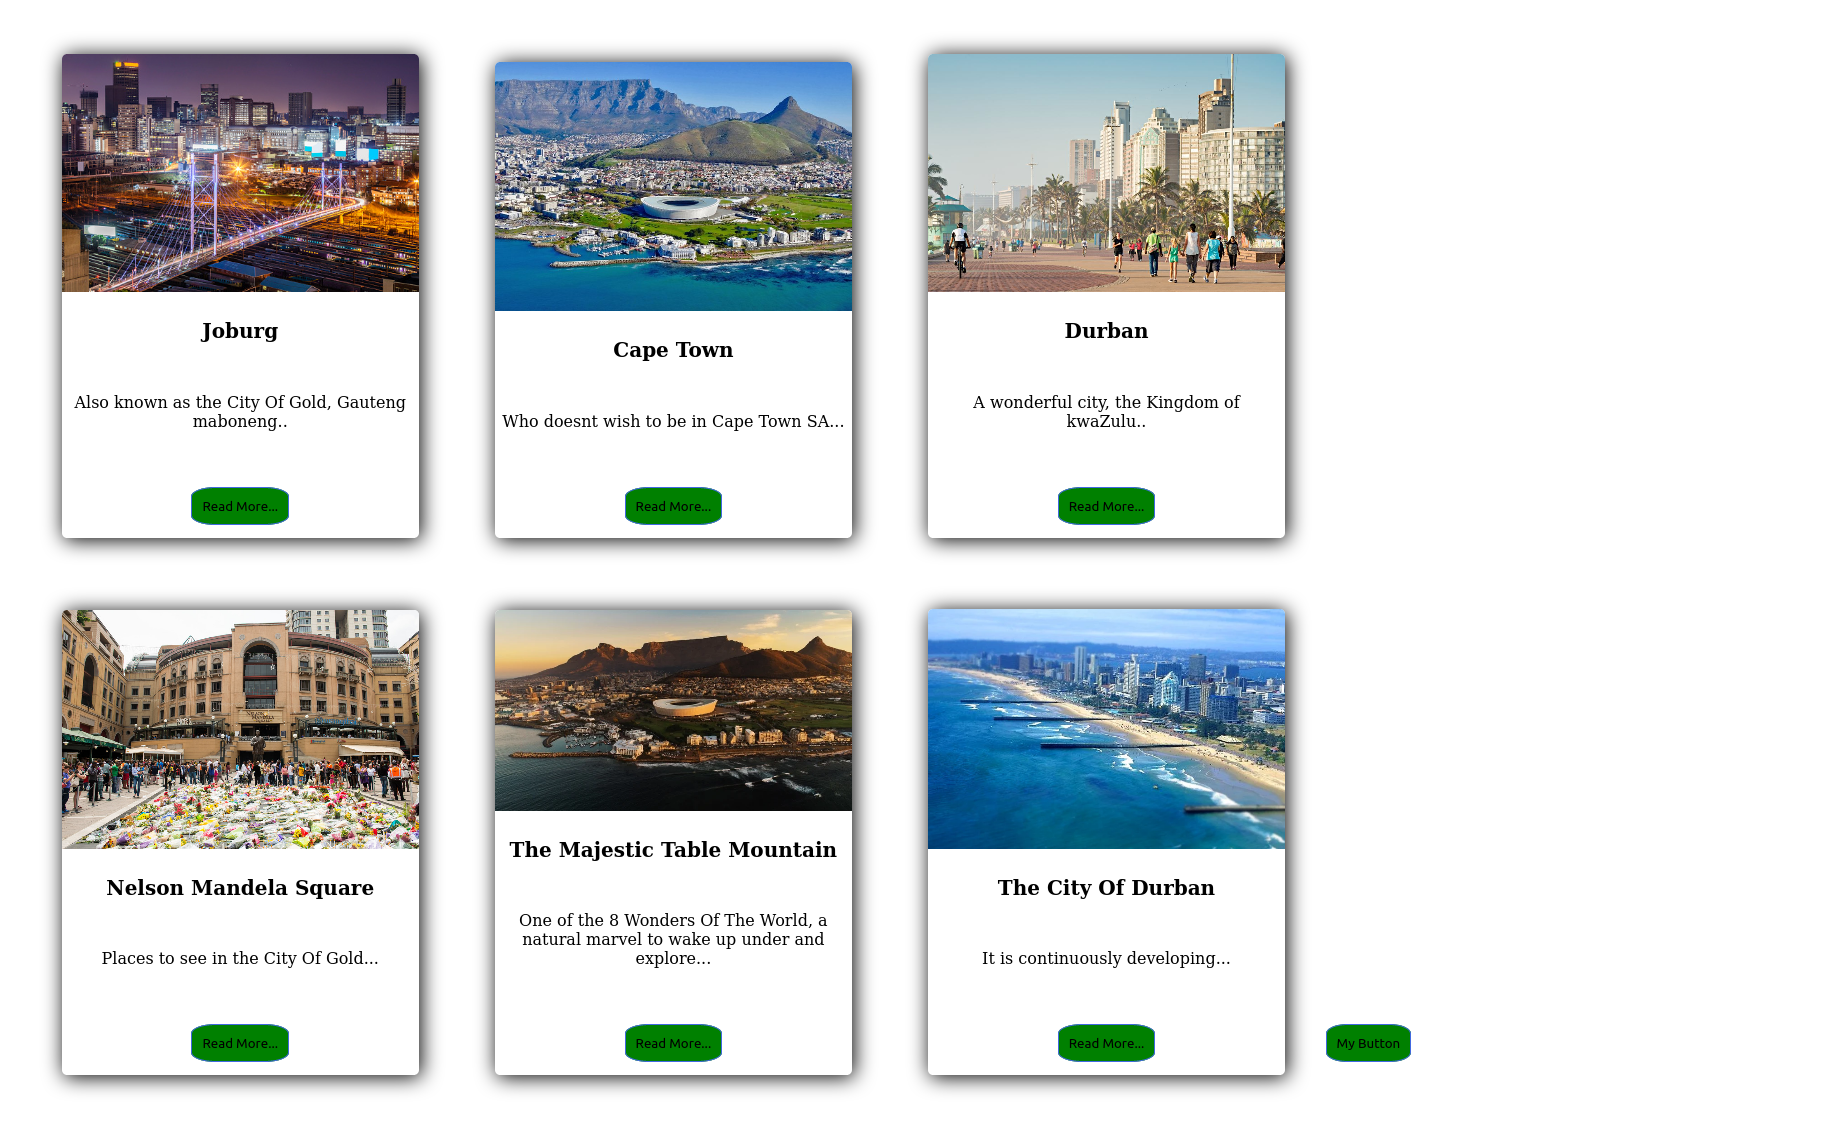 Joburg
Also known as the City Of Gold, Gauteng
maboneng..
Read More...
Cape Town
Who doesnt wish to be in Cape Town SA...
Read More...
Durban
A wonderful city, the Kingdom of
kwaZulu..
Read More...
Nelson Mandela Square
Places to see in the City Of Gold...
Read More...
The Majestic Table Mountain
One of the 8 Wonders Of The World, a
natural marvel to wake up under and
explore...
Read More...
The City Of Durban
It is continuously developing...
Read More...
My Button